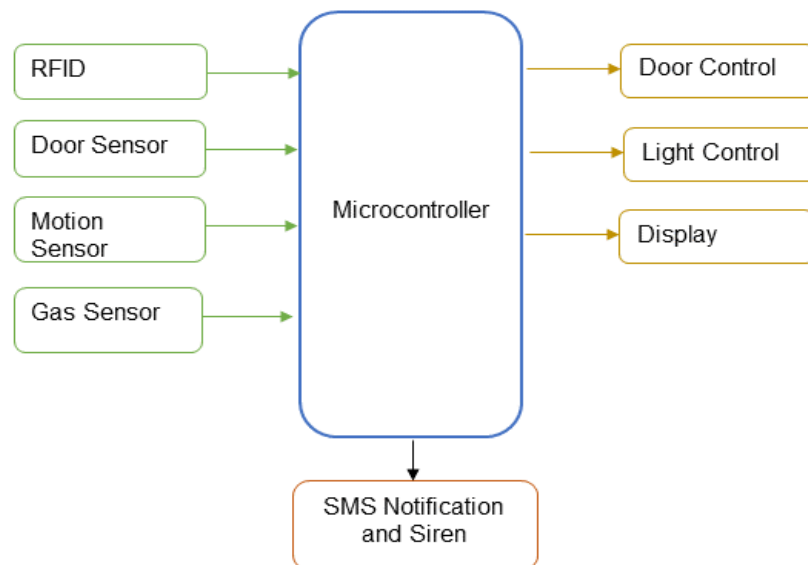 RFID
Door Sensor
Motion
Sensor
Gas Sensor
Microcontroller
Door Control
Light Control
Display
SMS Notification
and Siren